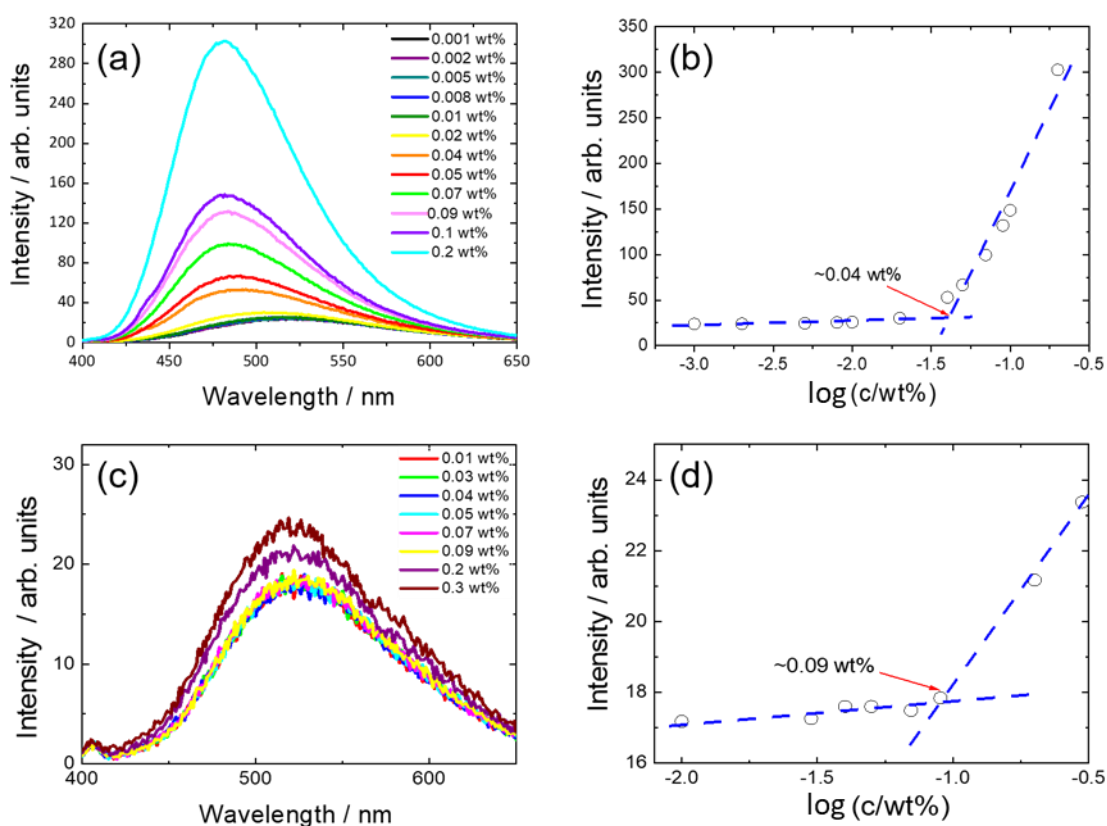 (a)
Intensity / arb. units
320
280
240
200
160
120
80
40
0
400 450 500 550 600 650
Wavelength / nm
0.001 wt%
0.002 wt%
0.005 wt%
0.008 wt%
0.01 wt%
0.02 wt%
0.04 wt%
0.05 wt%
0.07 wt%
0.09 wt%
0.1 wt%
0.2 wt%
(b)
Intensity / arb. units
350
300
250
200
150
100
50
0
~0.04 wt%
-3.0 -2.5 -2.0 -1.5 -1.0 -0.5
log (c/wt%)
(c)
Intensity / arb. units
30
20
10
0
400 450 500 550 600
Wavelength / nm
0.01 wt%
0.03 wt%
0.04 wt%
0.05 wt%
0.07 wt%
0.09 wt%
0.2 wt%
0.3 wt%
(d)
Intensity / arb. units
24
22
20
18
16
~0.09 wt%
-2.0 -1.5 -1.0 -0.5
log (c/wt%)